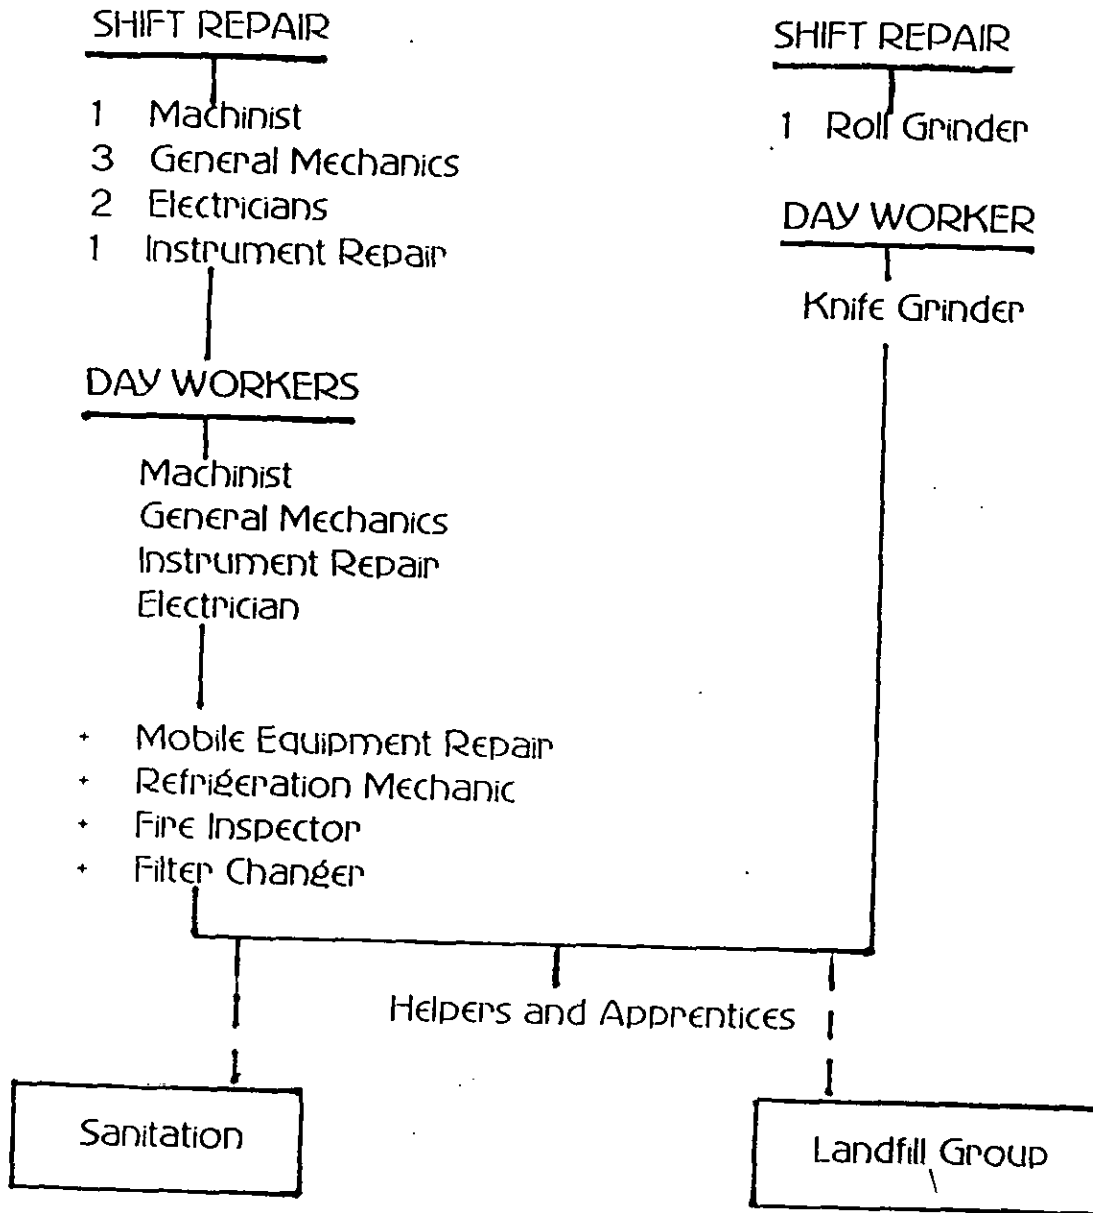 SHIFT REPAIR
1 Machinist
3 General Mechanics
2 Electricians
1 Instrument Repair
DAY WORKERS
Machinist
General Mechanics
Instrument Repair
Electrician
+ Mobile Equipment Repair
+ Refrigeration Mechanic
+ Fire Inspector
+ Filter Changer
SHIFT REPAIR
1 Roll Grinder
DAY WORKER
Knife Grinder
Helpers and Apprentices
Sanitation
Landfill Group